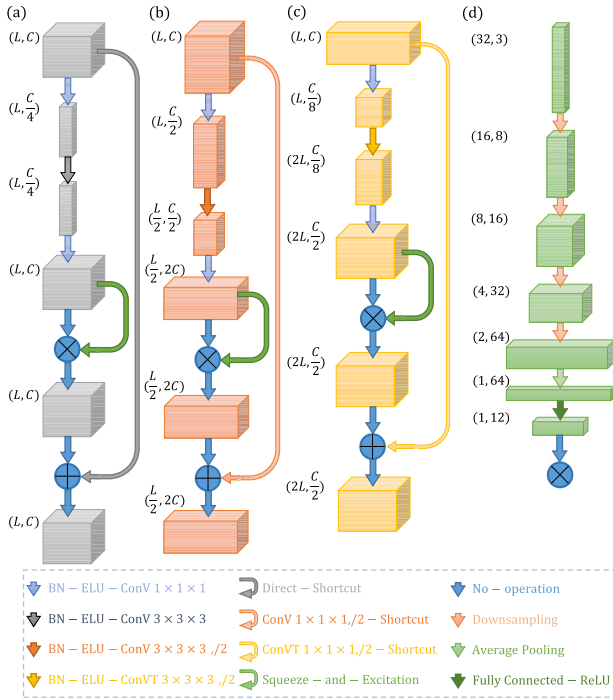 (a)
(L, C)
(L, C/4)
(L, C/4)
(L, C)
(L, C)
(L, C)
(b)
(L, C)
(L, C/2)
(L/2, C/2)
(L/2, 2C)
(L/2, 2C)
(L/2, 2C)
(c)
(L, C)
(L, C/8)
(2L, C/8)
(2L, C/2)
(2L, C/2)
(2L, C/2)
(d)
(32, 3)
(16, 8)
(8, 16)
(4, 32)
(2, 64)
(1, 64)
(1, 12)
BN − ELU − ConV 1 × 1 × 1
BN − ELU − ConV 3 × 3 × 3
BN − ELU − ConV 3 × 3 × 3 ,/2
BN − ELU − ConVT 3 × 3 × 3 ,/2
Direct − Shortcut
ConV 1 × 1 × 1,/2 − Shortcut
ConVT 1 × 1 × 1,/2 − Shortcut
Squeeze − and − Excitation
No − operation
Downsampling
Average Pooling
Fully Connected − ReLU